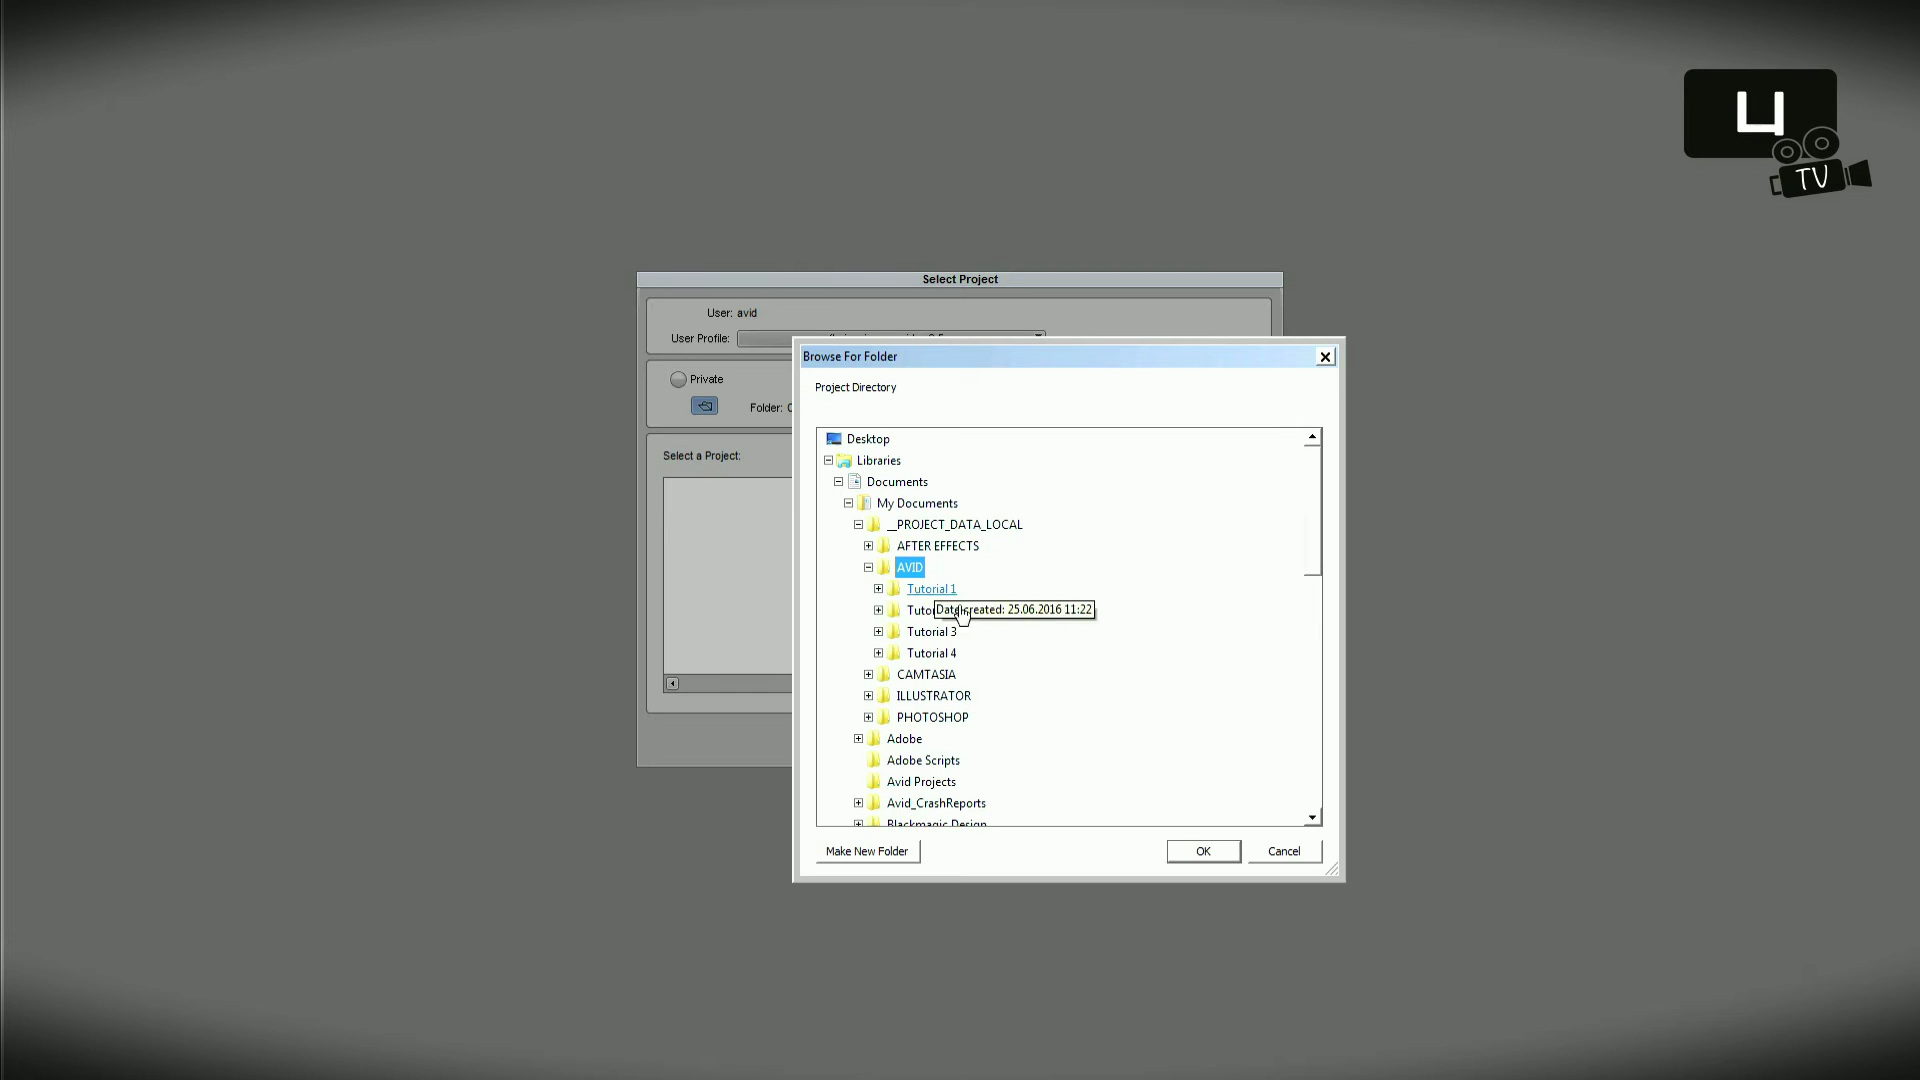 Ч
TV
Select Project
User: avid
User Profile:
Browse For Folder
Project Directory
Private
Folder:
Select a Project:
Desktop
Libraries
Documents
My Documents
__PROJECT_DATA_LOCAL
AFTER EFFECTS
AVID
Tutorial 1
Date created: 25.06.2016 11:22
Tutorial 3
Tutorial 4
CAMTASIA
ILLUSTRATOR
PHOTOSHOP
Adobe
Adobe Scripts
Avid Projects
Avid_CrashReports
Blackmagic Design
Make New Folder
OK
Cancel